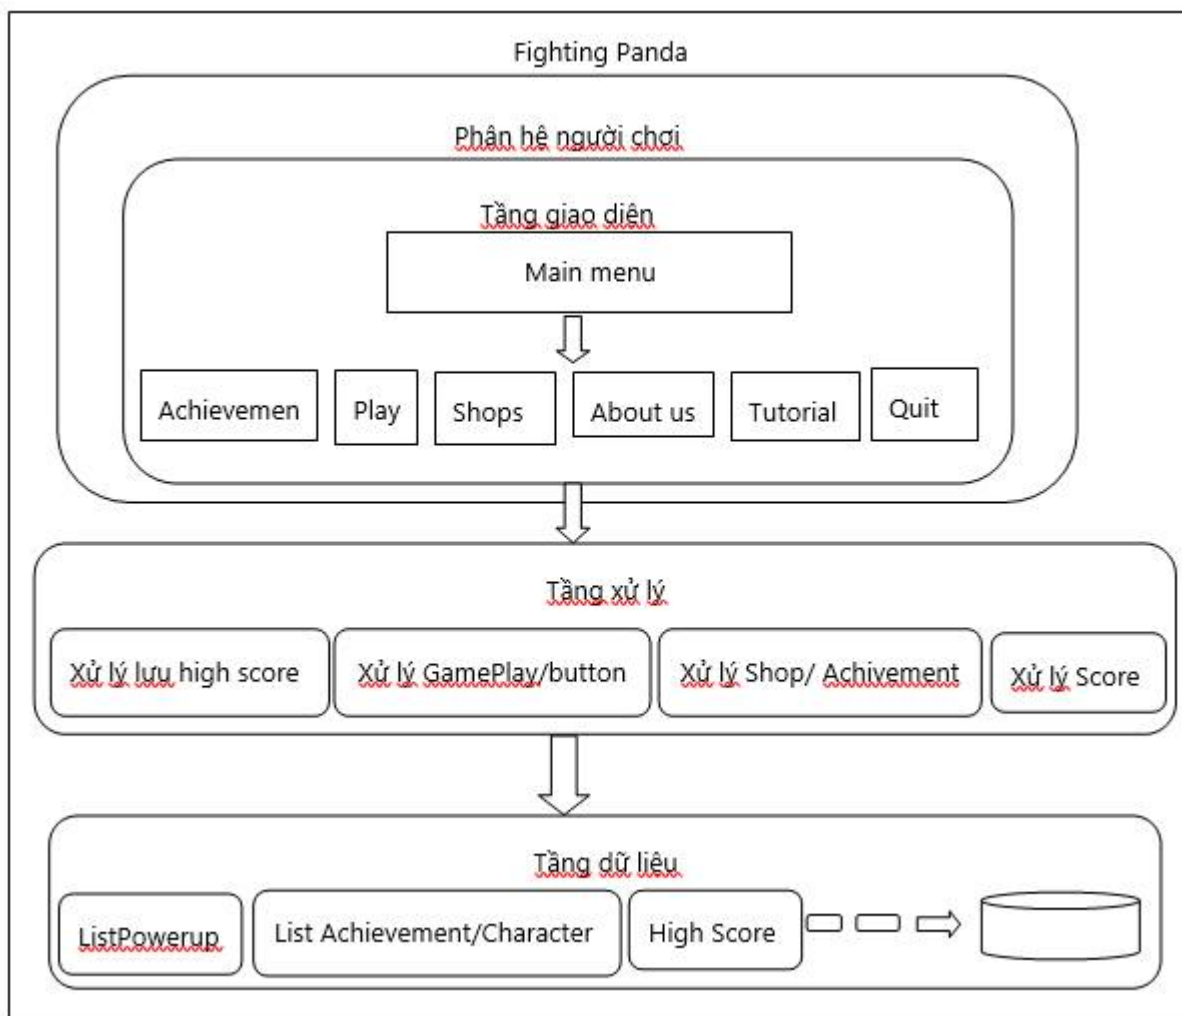 Fighting Panda
Phân hệ người chơi
Tầng giao diện
Main menu
Achievemen
Play
Shops
About us
Tutorial
Quit
Tầng xử lý
Xử lý lưu high score
Xử lý GamePlay/button
Xử lý Shop/ Achivement
Xử lý Score
Tầng dữ liệu
ListPowerup
List Achievement/Character
High Score